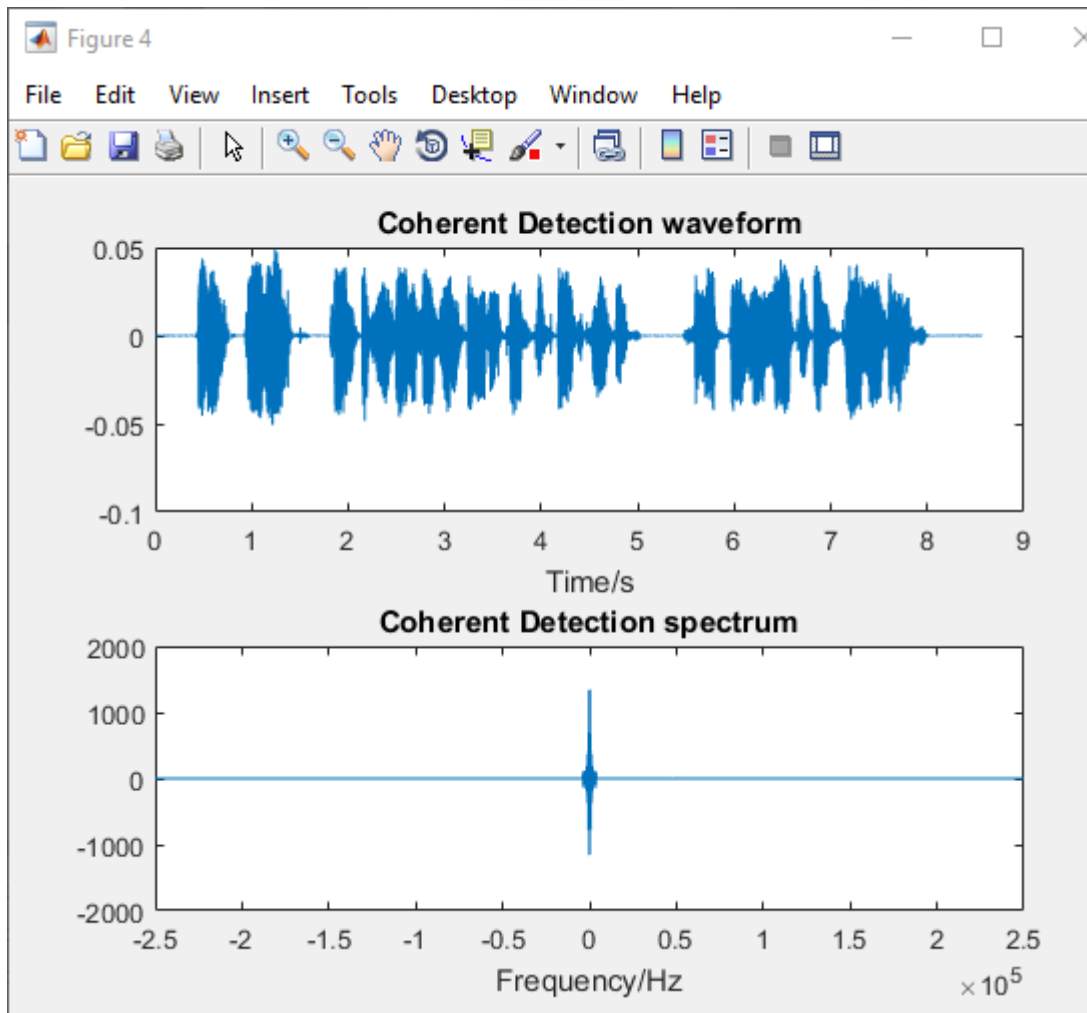 Figure 4
File Edit View Insert Tools Desktop Window Help
Coherent Detection waveform
0.05
0
-0.05
-0.1
0 1 2 3 4 5 6 7 8 9
Time/s
Coherent Detection spectrum
2000
1000
0
-1000
-2000
-2.5 -2 -1.5 -1 -0.5 0 0.5 1 1.5 2 2.5
Frequency/Hz
×10⁵